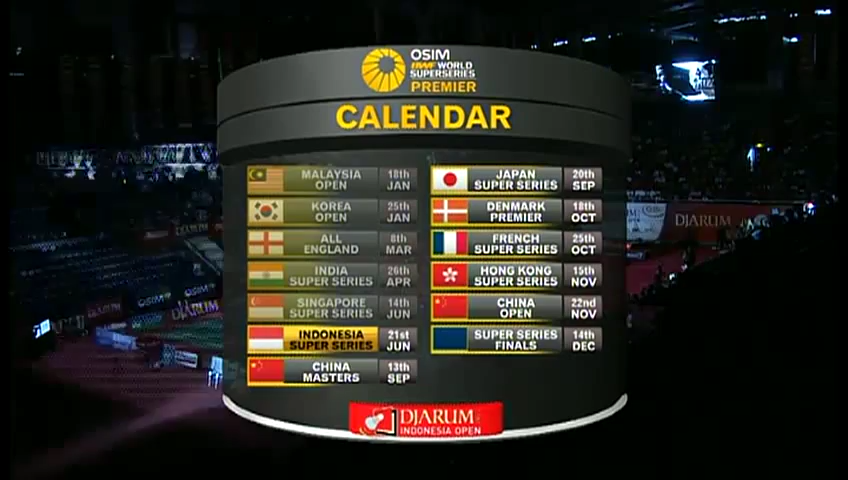 OSIM
BWF WORLD
SUPERSERIES
PREMIER
CALENDAR
MALAYSIA
OPEN
18th
JAN
KOREA
OPEN
25th
JAN
ALL
ENGLAND
8th
MAR
INDIA
SUPER SERIES
26th
APR
SINGAPORE
SUPER SERIES
14th
JUN
INDONESIA
SUPER SERIES
21st
JUN
CHINA
MASTERS
13th
SEP
JAPAN
SUPER SERIES
20th
SEP
DENMARK
PREMIER
18th
OCT
FRENCH
SUPER SERIES
25th
OCT
HONG KONG
SUPER SERIES
15th
NOV
CHINA
OPEN
22nd
NOV
SUPER SERIES
FINALS
14th
DEC
DJARUM
INDONESIA OPEN
DJARUM
OSIM
OSIM
DJARUM